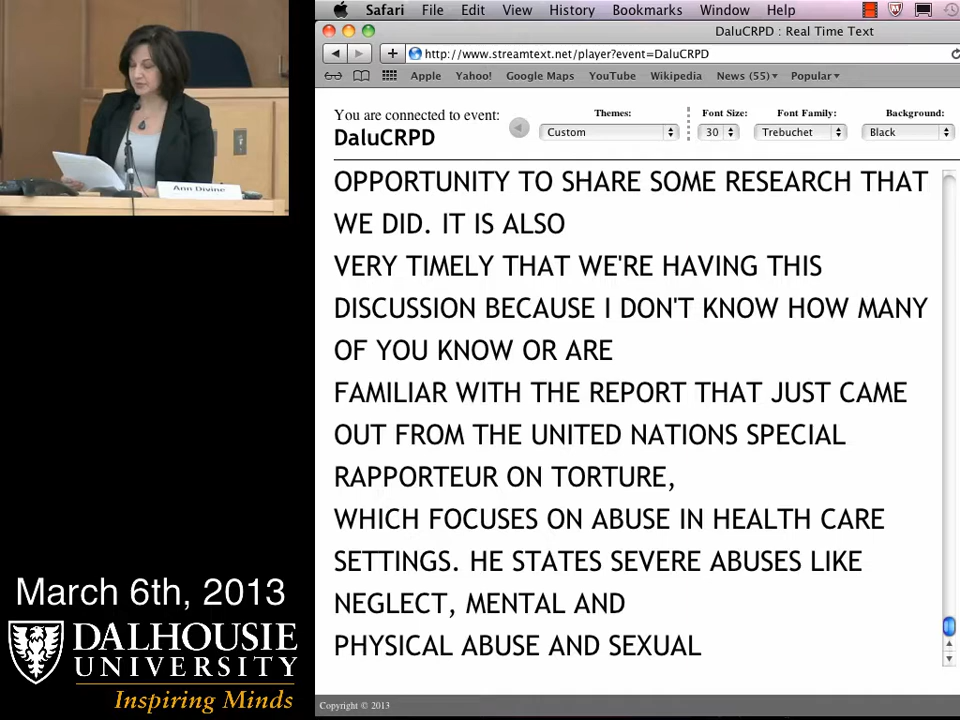 Safari File Edit View History Bookmarks Window Help
DaluCRPD : Real Time Text
http://www.streamtext.net/player?event=DaluCRPD
Apple Yahoo! Google Maps YouTube Wikipedia News (55) Popular
You are connected to event:
DaluCRPD
Themes: Font Size: Font Family: Background:
Custom 30 Trebuchet Black
OPPORTUNITY TO SHARE SOME RESEARCH THAT
WE DID. IT IS ALSO
VERY TIMELY THAT WE'RE HAVING THIS
DISCUSSION BECAUSE I DON'T KNOW HOW MANY
OF YOU KNOW OR ARE
FAMILIAR WITH THE REPORT THAT JUST CAME
OUT FROM THE UNITED NATIONS SPECIAL
RAPPORTEUR ON TORTURE,
WHICH FOCUSES ON ABUSE IN HEALTH CARE
SETTINGS. HE STATES SEVERE ABUSES LIKE
NEGLECT, MENTAL AND
PHYSICAL ABUSE AND SEXUAL
Copyright © 2013
Ann Divine
March 6th, 2013
DALHOUSIE
UNIVERSITY
Inspiring Minds